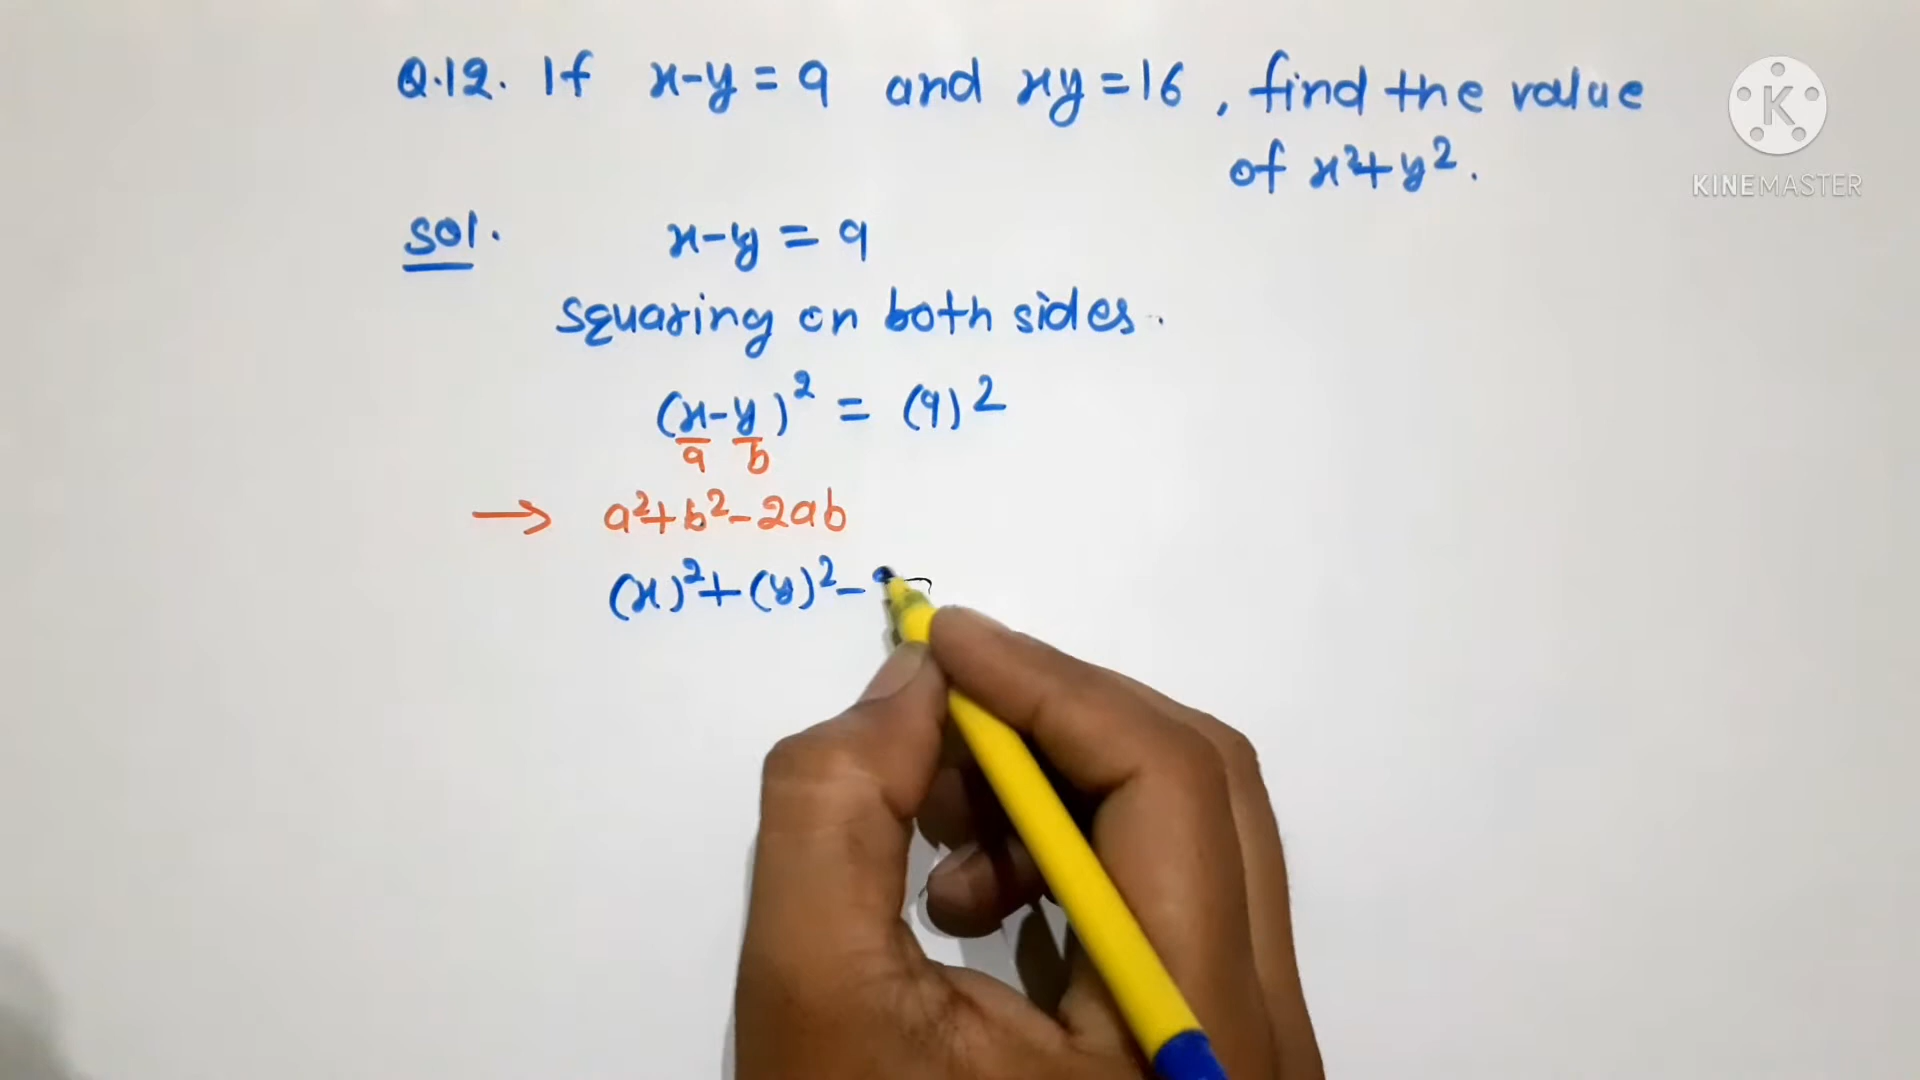 Q.12. If x-y = 9 and xy = 16 , find the value
of x²+y².
K
KINEMASTER
Sol.
x-y = 9
Squaring on both sides.
(x-y)² = (9)²
a b
→ a²+b²-2ab
(x)²+(y)²-